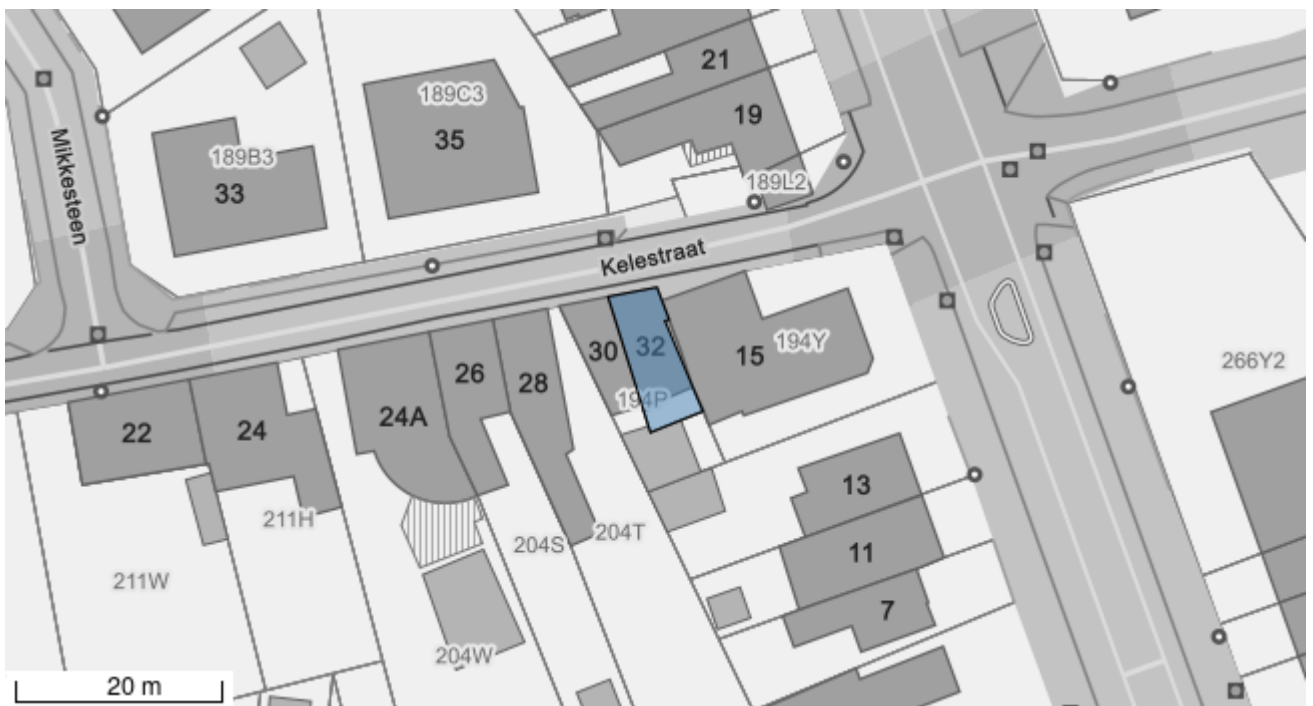 21
189C3
19
35
Mikkesteen
189B3
33
189L2
Kelestraat
32
30
15
194Y
266Y2
26
28
194P
24A
22
24
13
211H
204S
204T
11
211W
7
204W
20 m